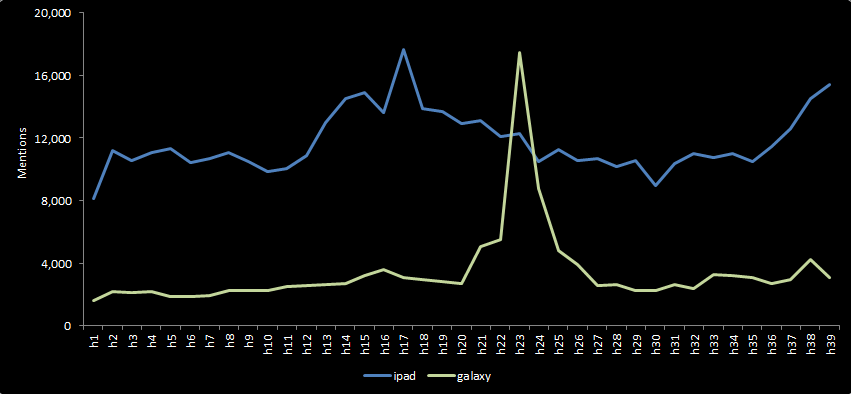 20,000
16,000
12,000
8,000
4,000
0
Mentions
h1 h2 h3 h4 h5 h6 h7 h8 h9 h10 h11 h12 h13 h14 h15 h16 h17 h18 h19 h20 h21 h22 h23 h24 h25 h26 h27 h28 h29 h30 h31 h32 h33 h34 h35 h36 h37 h38 h39
ipad galaxy